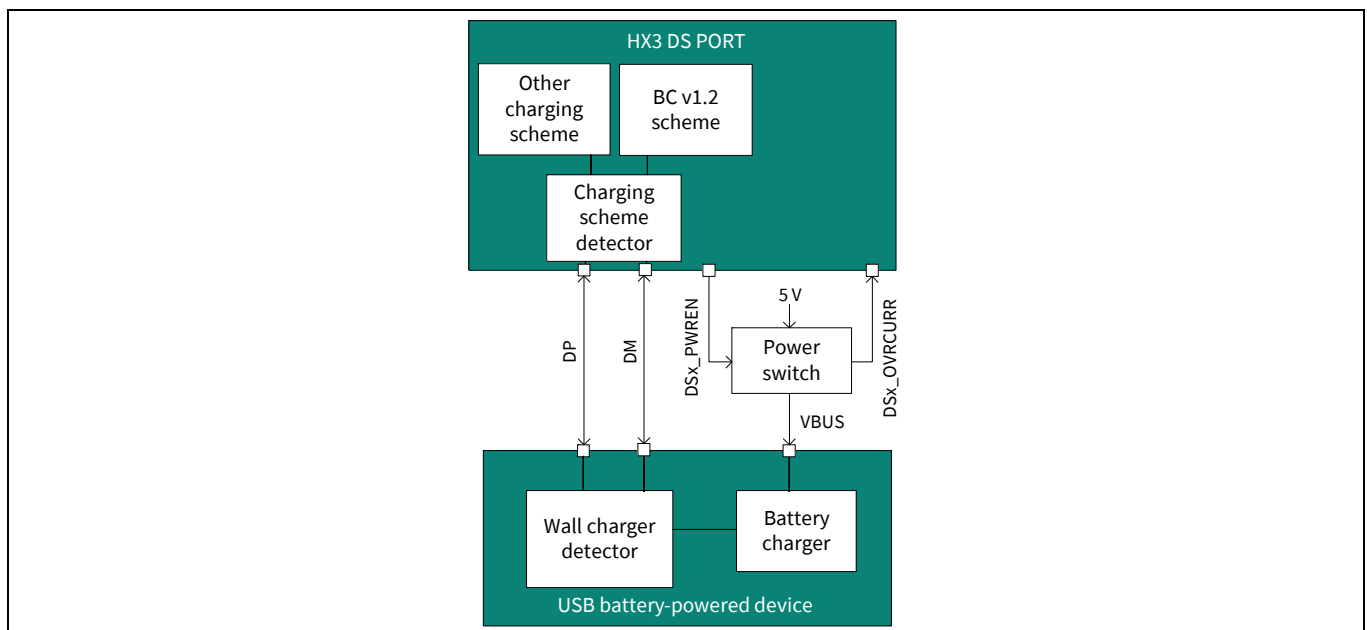 HX3 DS PORT
Other
charging
scheme
BC v1.2
scheme
Charging
scheme
detector
DP
DM
DSx_PWREN
5 V
Power
switch
DSx_OVRCURR
VBUS
Wall charger
detector
Battery
charger
USB battery-powered device